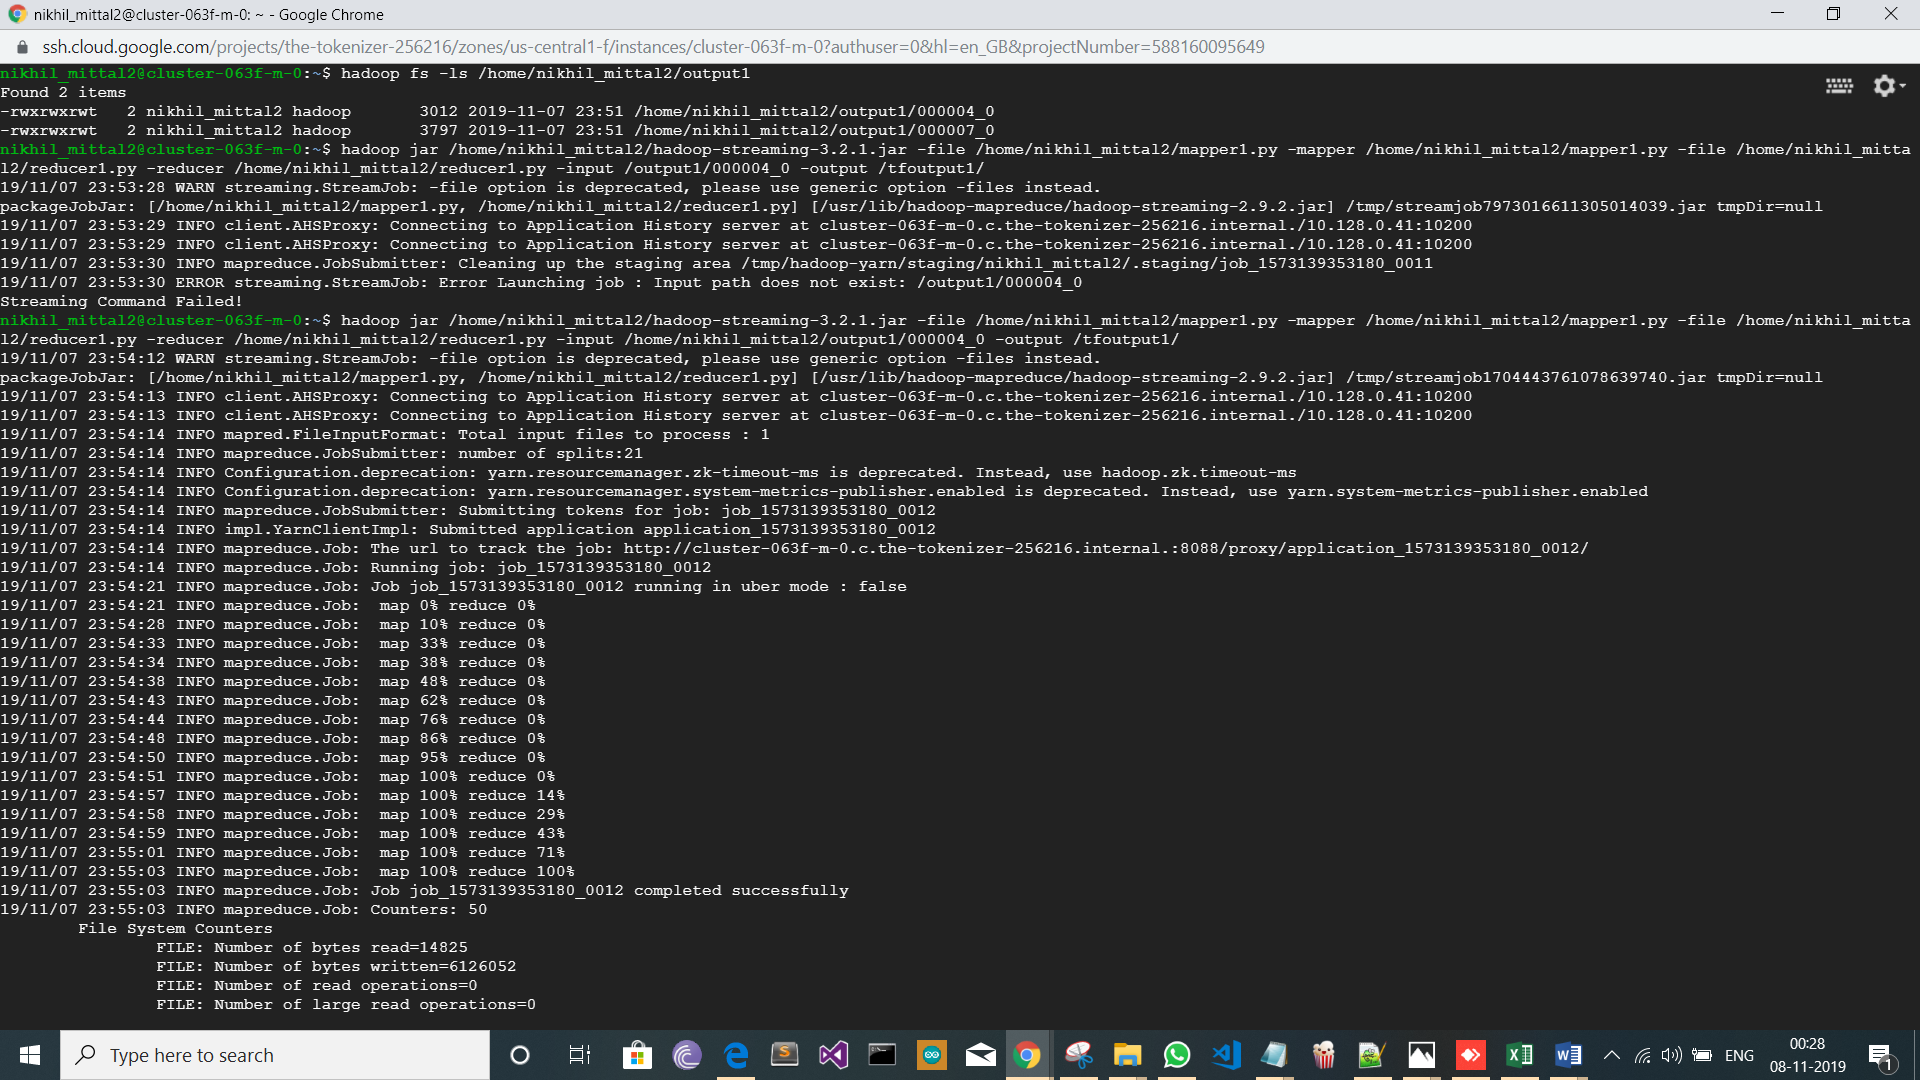 nikhil_mittal2@cluster-063f-m-0: ~ - Google Chrome
ssh.cloud.google.com/projects/the-tokenizer-256216/zones/us-central1-f/instances/cluster-063f-m-0?authuser=0&hl=en_GB&projectNumber=588160095649
nikhil_mittal2@cluster-063f-m-0:~$ hadoop fs -ls /home/nikhil_mittal2/output1
Found 2 items
-rwxrwxrwt   2 nikhil_mittal2 hadoop       3012 2019-11-07 23:51 /home/nikhil_mittal2/output1/000004_0
-rwxrwxrwt   2 nikhil_mittal2 hadoop       3797 2019-11-07 23:51 /home/nikhil_mittal2/output1/000007_0
nikhil_mittal2@cluster-063f-m-0:~$ hadoop jar /home/nikhil_mittal2/hadoop-streaming-3.2.1.jar -file /home/nikhil_mittal2/mapper1.py -mapper /home/nikhil_mittal2/mapper1.py -file /home/nikhil_mitta
l2/reducer1.py -reducer /home/nikhil_mittal2/reducer1.py -input /output1/000004_0 -output /tfoutput1/
19/11/07 23:53:28 WARN streaming.StreamJob: -file option is deprecated, please use generic option -files instead.
packageJobJar: [/home/nikhil_mittal2/mapper1.py, /home/nikhil_mittal2/reducer1.py] [/usr/lib/hadoop-mapreduce/hadoop-streaming-2.9.2.jar] /tmp/streamjob7973016611305014039.jar tmpDir=null
19/11/07 23:53:29 INFO client.AHSProxy: Connecting to Application History server at cluster-063f-m-0.c.the-tokenizer-256216.internal./10.128.0.41:10200
19/11/07 23:53:29 INFO client.AHSProxy: Connecting to Application History server at cluster-063f-m-0.c.the-tokenizer-256216.internal./10.128.0.41:10200
19/11/07 23:53:30 INFO mapreduce.JobSubmitter: Cleaning up the staging area /tmp/hadoop-yarn/staging/nikhil_mittal2/.staging/job_1573139353180_0011
19/11/07 23:53:30 ERROR streaming.StreamJob: Error Launching job : Input path does not exist: /output1/000004_0
Streaming Command Failed!
nikhil_mittal2@cluster-063f-m-0:~$ hadoop jar /home/nikhil_mittal2/hadoop-streaming-3.2.1.jar -file /home/nikhil_mittal2/mapper1.py -mapper /home/nikhil_mittal2/mapper1.py -file /home/nikhil_mitta
l2/reducer1.py -reducer /home/nikhil_mittal2/reducer1.py -input /home/nikhil_mittal2/output1/000004_0 -output /tfoutput1/
19/11/07 23:54:12 WARN streaming.StreamJob: -file option is deprecated, please use generic option -files instead.
packageJobJar: [/home/nikhil_mittal2/mapper1.py, /home/nikhil_mittal2/reducer1.py] [/usr/lib/hadoop-mapreduce/hadoop-streaming-2.9.2.jar] /tmp/streamjob1704443761078639740.jar tmpDir=null
19/11/07 23:54:13 INFO client.AHSProxy: Connecting to Application History server at cluster-063f-m-0.c.the-tokenizer-256216.internal./10.128.0.41:10200
19/11/07 23:54:13 INFO client.AHSProxy: Connecting to Application History server at cluster-063f-m-0.c.the-tokenizer-256216.internal./10.128.0.41:10200
19/11/07 23:54:14 INFO mapred.FileInputFormat: Total input files to process : 1
19/11/07 23:54:14 INFO mapreduce.JobSubmitter: number of splits:21
19/11/07 23:54:14 INFO Configuration.deprecation: yarn.resourcemanager.zk-timeout-ms is deprecated. Instead, use hadoop.zk.timeout-ms
19/11/07 23:54:14 INFO Configuration.deprecation: yarn.resourcemanager.system-metrics-publisher.enabled is deprecated. Instead, use yarn.system-metrics-publisher.enabled
19/11/07 23:54:14 INFO mapreduce.JobSubmitter: Submitting tokens for job: job_1573139353180_0012
19/11/07 23:54:14 INFO impl.YarnClientImpl: Submitted application application_1573139353180_0012
19/11/07 23:54:14 INFO mapreduce.Job: The url to track the job: http://cluster-063f-m-0.c.the-tokenizer-256216.internal.:8088/proxy/application_1573139353180_0012/
19/11/07 23:54:14 INFO mapreduce.Job: Running job: job_1573139353180_0012
19/11/07 23:54:21 INFO mapreduce.Job: Job job_1573139353180_0012 running in uber mode : false
19/11/07 23:54:21 INFO mapreduce.Job:  map 0% reduce 0%
19/11/07 23:54:28 INFO mapreduce.Job:  map 10% reduce 0%
19/11/07 23:54:33 INFO mapreduce.Job:  map 33% reduce 0%
19/11/07 23:54:34 INFO mapreduce.Job:  map 38% reduce 0%
19/11/07 23:54:38 INFO mapreduce.Job:  map 48% reduce 0%
19/11/07 23:54:43 INFO mapreduce.Job:  map 62% reduce 0%
19/11/07 23:54:44 INFO mapreduce.Job:  map 76% reduce 0%
19/11/07 23:54:48 INFO mapreduce.Job:  map 86% reduce 0%
19/11/07 23:54:50 INFO mapreduce.Job:  map 95% reduce 0%
19/11/07 23:54:51 INFO mapreduce.Job:  map 100% reduce 0%
19/11/07 23:54:57 INFO mapreduce.Job:  map 100% reduce 14%
19/11/07 23:54:58 INFO mapreduce.Job:  map 100% reduce 29%
19/11/07 23:54:59 INFO mapreduce.Job:  map 100% reduce 43%
19/11/07 23:55:01 INFO mapreduce.Job:  map 100% reduce 71%
19/11/07 23:55:03 INFO mapreduce.Job:  map 100% reduce 100%
19/11/07 23:55:03 INFO mapreduce.Job: Job job_1573139353180_0012 completed successfully
19/11/07 23:55:03 INFO mapreduce.Job: Counters: 50
File System Counters
FILE: Number of bytes read=14825
FILE: Number of bytes written=6126052
FILE: Number of read operations=0
FILE: Number of large read operations=0
Type here to search
ENG
00:28
08-11-2019
1